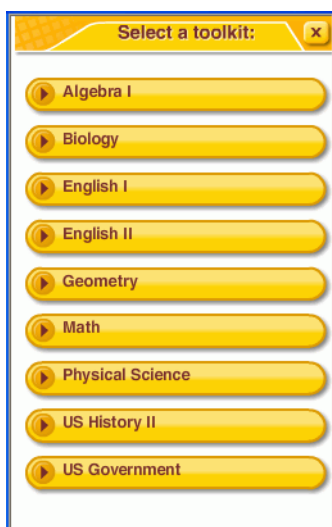 Select a toolkit:
x
Algebra I
Biology
English I
English II
Geometry
Math
Physical Science
US History II
US Government